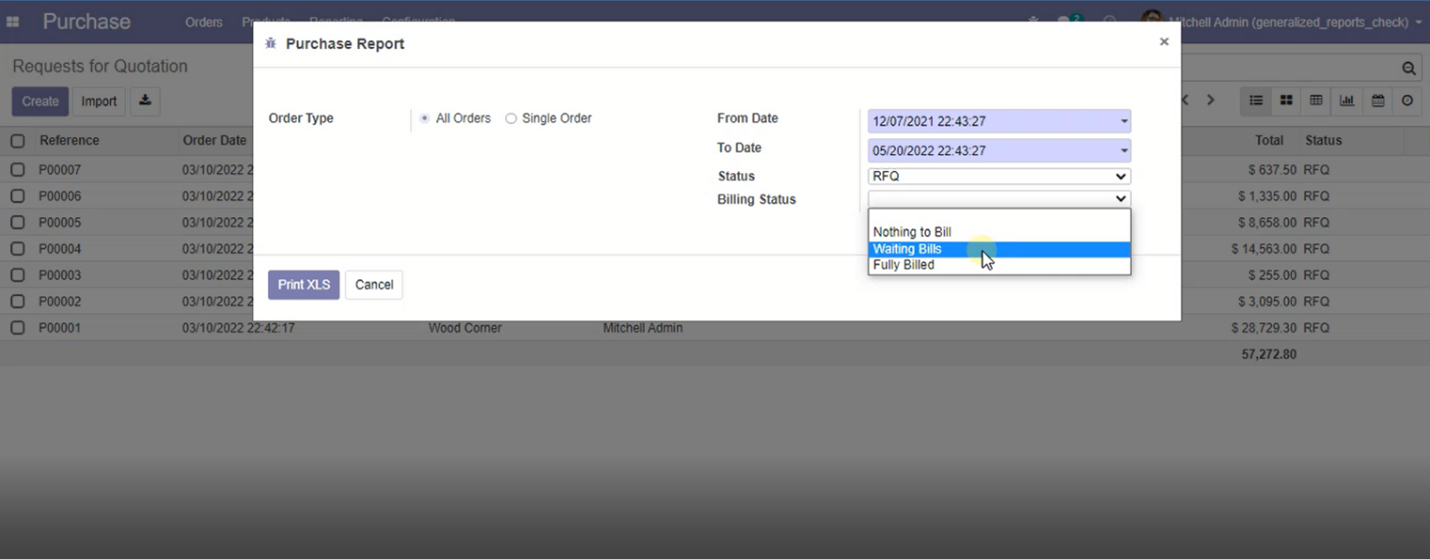 Purchase Orders Products Reporting Configuration 2 Mitchell Admin (generalized_reports_check)
Purchase Report ×
Requests for Quotation
Create Import
Order Type All Orders Single Order From Date 12/07/2021 22:43:27
To Date 05/20/2022 22:43:27
Status RFQ
Billing Status
Nothing to Bill
Waiting Bills
Fully Billed
Print XLS Cancel
Reference Order Date Total Status
P00007 03/10/2022 2 $ 637.50 RFQ
P00006 03/10/2022 2 $ 1,335.00 RFQ
P00005 03/10/2022 2 $ 8,658.00 RFQ
P00004 03/10/2022 2 $ 14,563.00 RFQ
P00003 03/10/2022 2 $ 255.00 RFQ
P00002 03/10/2022 2 $ 3,095.00 RFQ
P00001 03/10/2022 22:42:17 Wood Corner Mitchell Admin $ 28,729.30 RFQ
57,272.80